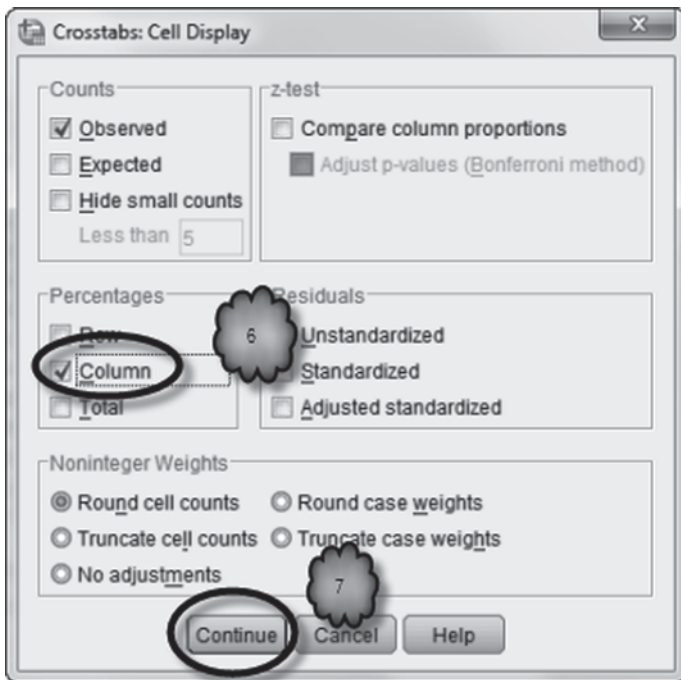 Crosstabs: Cell Display
Counts
Observed
Expected
Hide small counts
Less than 5
z-test
Compare column proportions
Adjust p-values (Bonferroni method)
Percentages
Row
Column
Total
6
Residuals
Unstandardized
Standardized
Adjusted standardized
Noninteger Weights
Round cell counts
Round case weights
Truncate cell counts
Truncate case weights
No adjustments
7
Continue
Cancel
Help